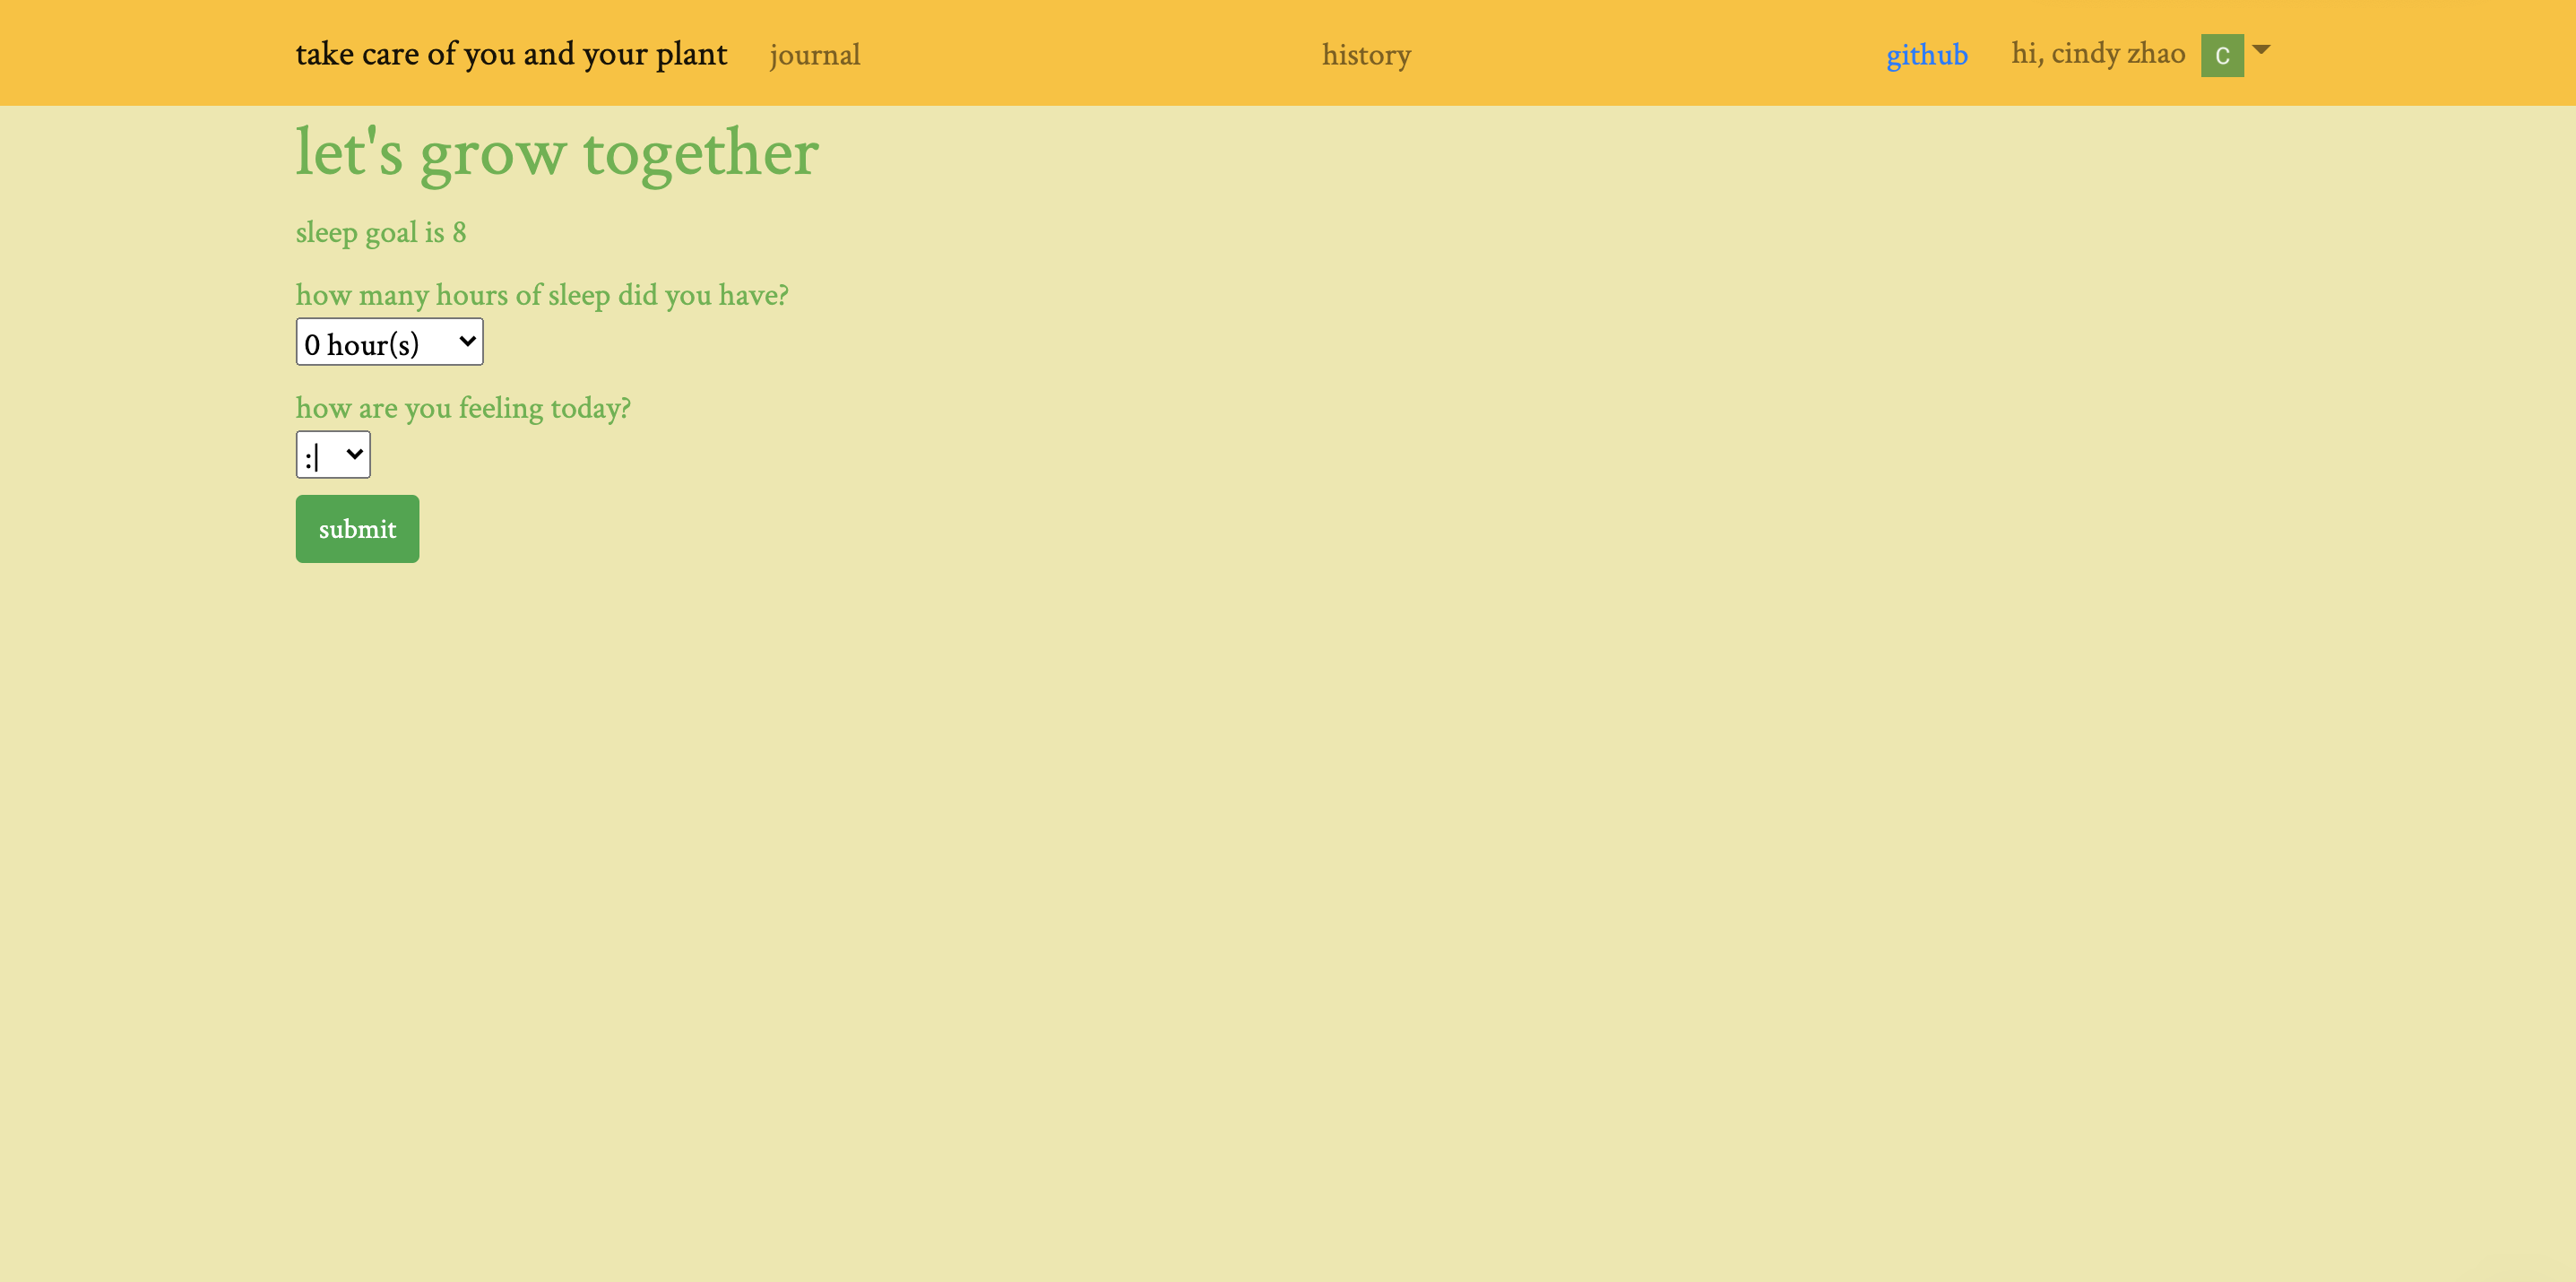 take care of you and your plant journal history github hi, cindy zhao C
let's grow together
sleep goal is 8
how many hours of sleep did you have?
0 hour(s)
how are you feeling today?
:|
submit